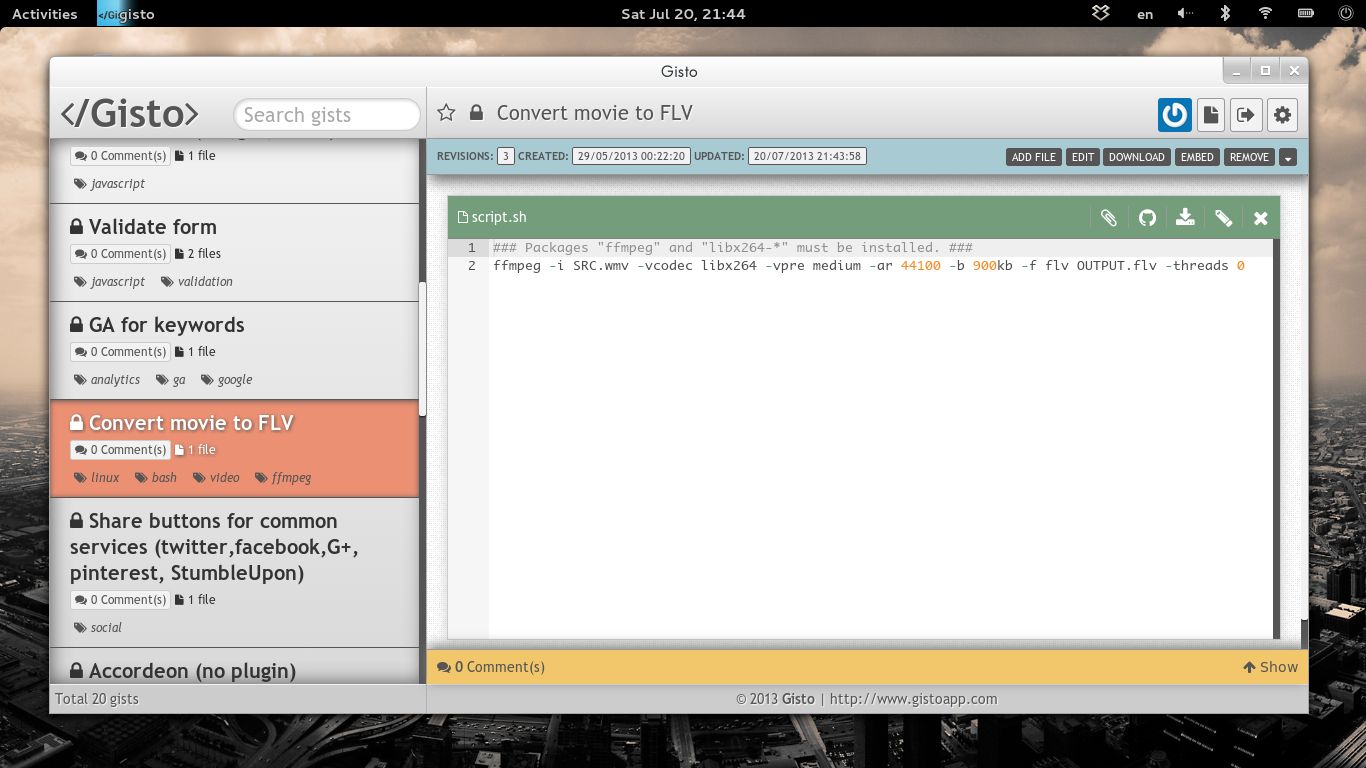 Activities </Gi gisto Sat Jul 20, 21:44 en
Gisto
</Gisto> Search gists
Convert movie to FLV
0 Comment(s) 1 file
javascript
Validate form
0 Comment(s) 2 files
javascript validation
GA for keywords
0 Comment(s) 1 file
analytics ga google
Convert movie to FLV
0 Comment(s) 1 file
linux bash video ffmpeg
Share buttons for common
services (twitter,facebook,G+,
pinterest, StumbleUpon)
0 Comment(s) 1 file
social
Accordeon (no plugin)
Total 20 gists
REVISIONS: 3 CREATED: 29/05/2013 00:22:20 UPDATED: 20/07/2013 21:43:58 ADD FILE EDIT DOWNLOAD EMBED REMOVE
script.sh
1 ### Packages "ffmpeg" and "libx264-*" must be installed. ###
2 ffmpeg -i SRC.wmv -vcodec libx264 -vpre medium -ar 44100 -b 900kb -f flv OUTPUT.flv -threads 0
0 Comment(s) Show
© 2013 Gisto | http://www.gistoapp.com